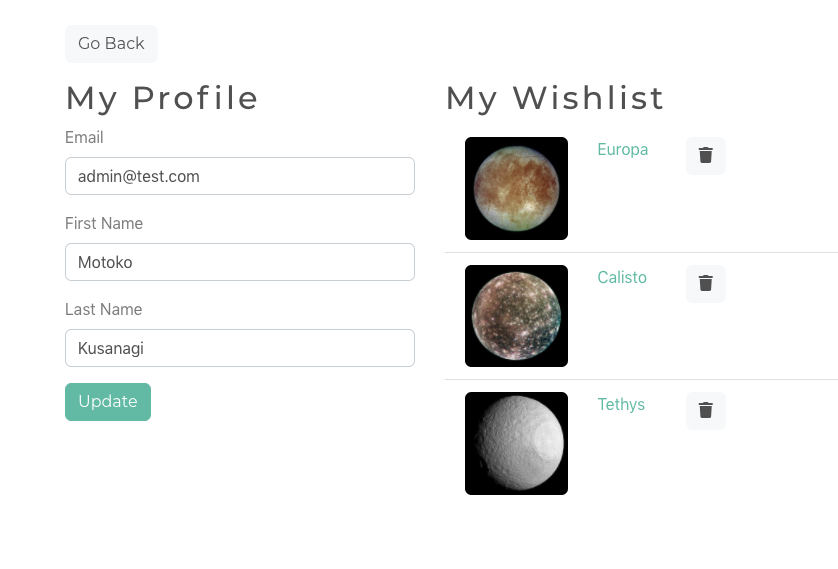 Go Back
My Profile
Email
admin@test.com
First Name
Motoko
Last Name
Kusanagi
Update
My Wishlist
Europa
Calisto
Tethys